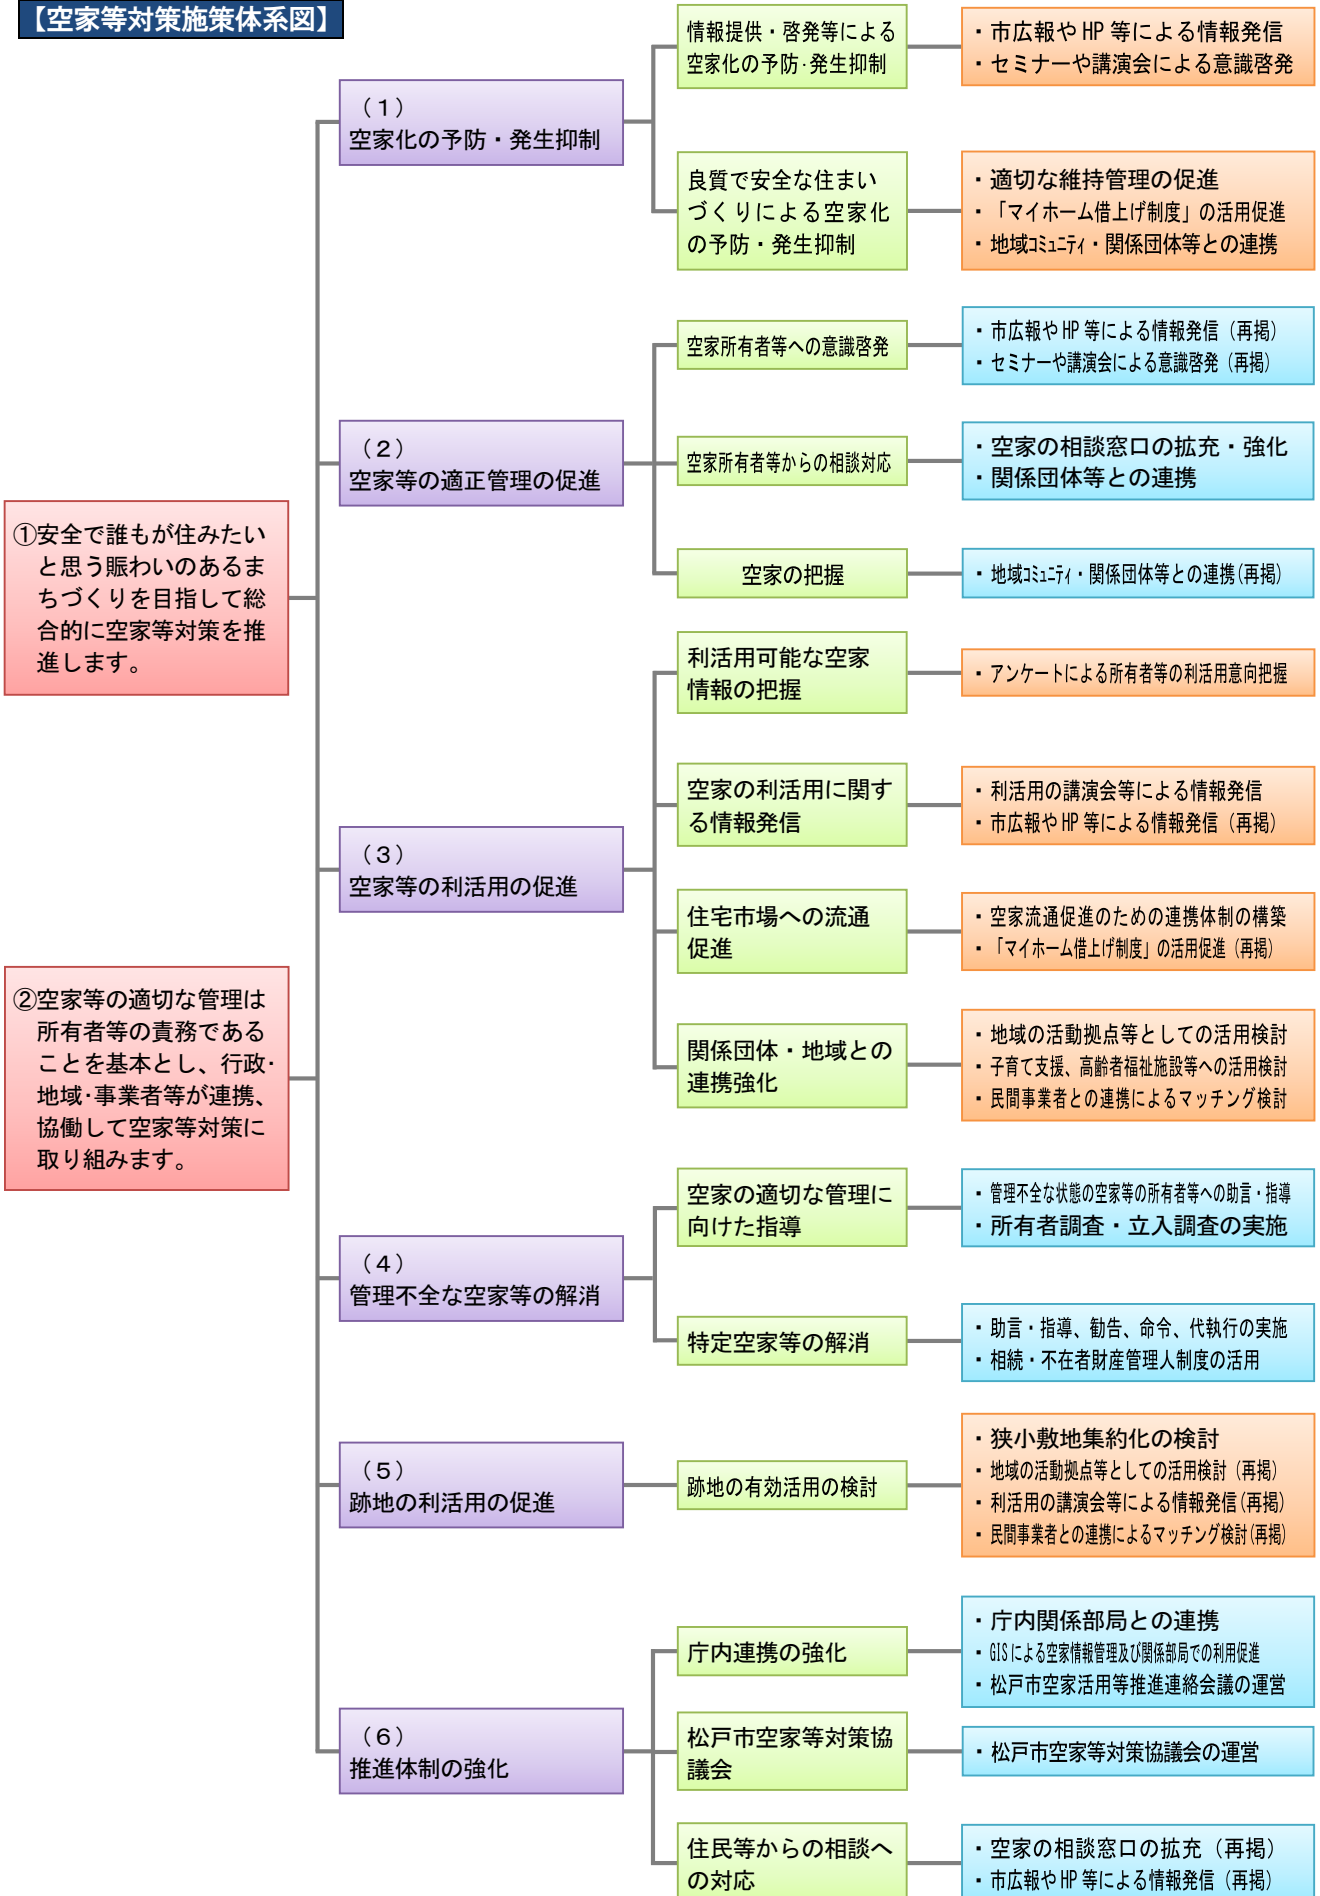 【空家等対策施策体系図】
①安全で誰もが住みたい
と思う賑わいのあるま
ちづくりを目指して総
合的に空家等対策を推
進します。
②空家等の適切な管理は
所有者等の責務である
ことを基本とし、行政・
地域・事業者等が連携、
協働して空家等対策に
取り組みます。
（１）
空家化の予防・発生抑制
情報提供・啓発等による
空家化の予防・発生抑制
・市広報や HP 等による情報発信
・セミナーや講演会による意識啓発
良質で安全な住まい
づくりによる空家化
の予防・発生抑制
・適切な維持管理の促進
・「マイホーム借上げ制度」の活用促進
・地域ｺﾐｭﾆﾃｨ・関係団体等との連携
（２）
空家等の適正管理の促進
空家所有者等への意識啓発
・市広報や HP 等による情報発信（再掲）
・セミナーや講演会による意識啓発（再掲）
空家所有者等からの相談対応
・空家の相談窓口の拡充・強化
・関係団体等との連携
空家の把握
・地域ｺﾐｭﾆﾃｨ・関係団体等との連携(再掲)
（３）
空家等の利活用の促進
利活用可能な空家
情報の把握
・アンケートによる所有者等の利活用意向把握
空家の利活用に関す
る情報発信
・利活用の講演会等による情報発信
・市広報や HP 等による情報発信（再掲）
住宅市場への流通
促進
・空家流通促進のための連携体制の構築
・「マイホーム借上げ制度」の活用促進（再掲）
関係団体・地域との
連携強化
・地域の活動拠点等としての活用検討
・子育て支援、高齢者福祉施設等への活用検討
・民間事業者との連携によるマッチング検討
（４）
管理不全な空家等の解消
空家の適切な管理に
向けた指導
・管理不全な状態の空家等の所有者等への助言・指導
・所有者調査・立入調査の実施
特定空家等の解消
・助言・指導、勧告、命令、代執行の実施
・相続・不在者財産管理人制度の活用
（５）
跡地の利活用の促進
跡地の有効活用の検討
・狭小敷地集約化の検討
・地域の活動拠点等としての活用検討（再掲）
・利活用の講演会等による情報発信(再掲)
・民間事業者との連携によるマッチング検討(再掲)
（６）
推進体制の強化
庁内連携の強化
・庁内関係部局との連携
・GIS による空家情報管理及び関係部局での利用促進
・松戸市空家活用等推進連絡会議の運営
松戸市空家等対策協
議会
・松戸市空家等対策協議会の運営
住民等からの相談へ
の対応
・空家の相談窓口の拡充（再掲）
・市広報や HP 等による情報発信（再掲）